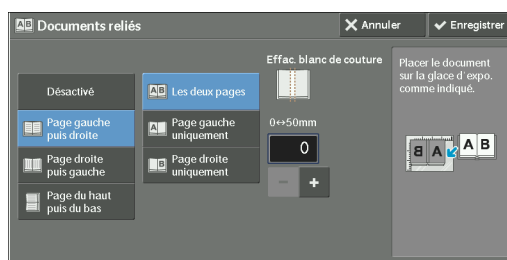 Documents reliés
Annuler
Enregistrer
Désactivé
Page gauche
puis droite
Page droite
puis gauche
Page du haut
puis du bas
Les deux pages
Page gauche
uniquement
Page droite
uniquement
Effac. blanc de couture
0↔50mm
0
Placer le document
sur la glace d'expo.
comme indiqué.
A B